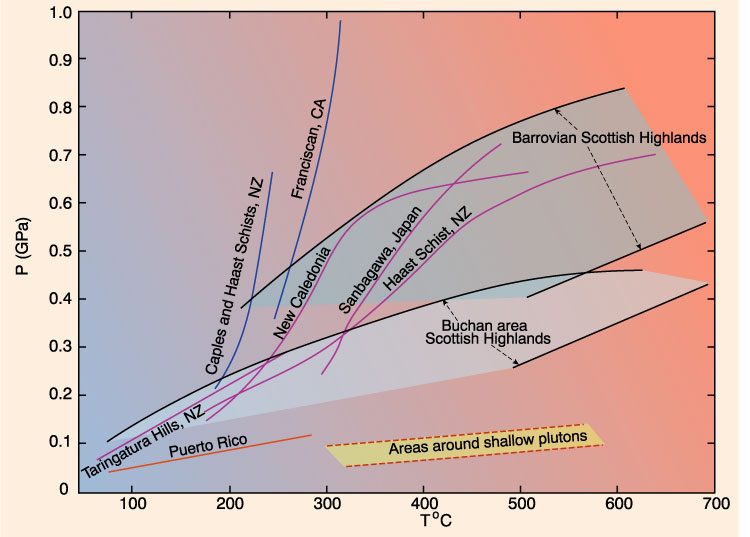 1.0
0.9
0.8
0.7
0.6
0.5
0.4
0.3
0.2
0.1
0
P (GPa)
Caples and Haast Schists, NZ
Franciscan, CA
New Caledonia
Sanbagawa, Japan
Haast Schist, NZ
Barrovian Scottish Highlands
Buchan area
Scottish Highlands
Taringatura Hills, NZ
Puerto Rico
Areas around shallow plutons
100 200 300 400 500 600 700
T°C